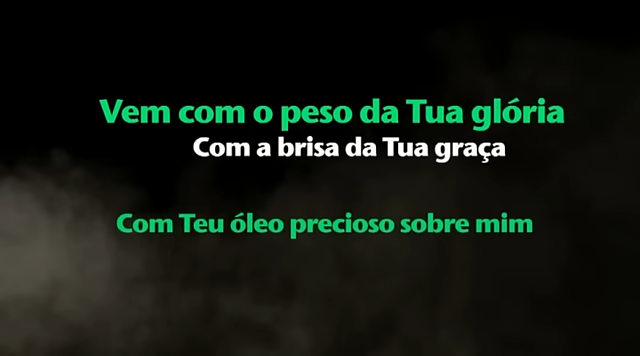 Vem com o peso da Tua glória
Com a brisa da Tua graça
Com Teu óleo precioso sobre mim